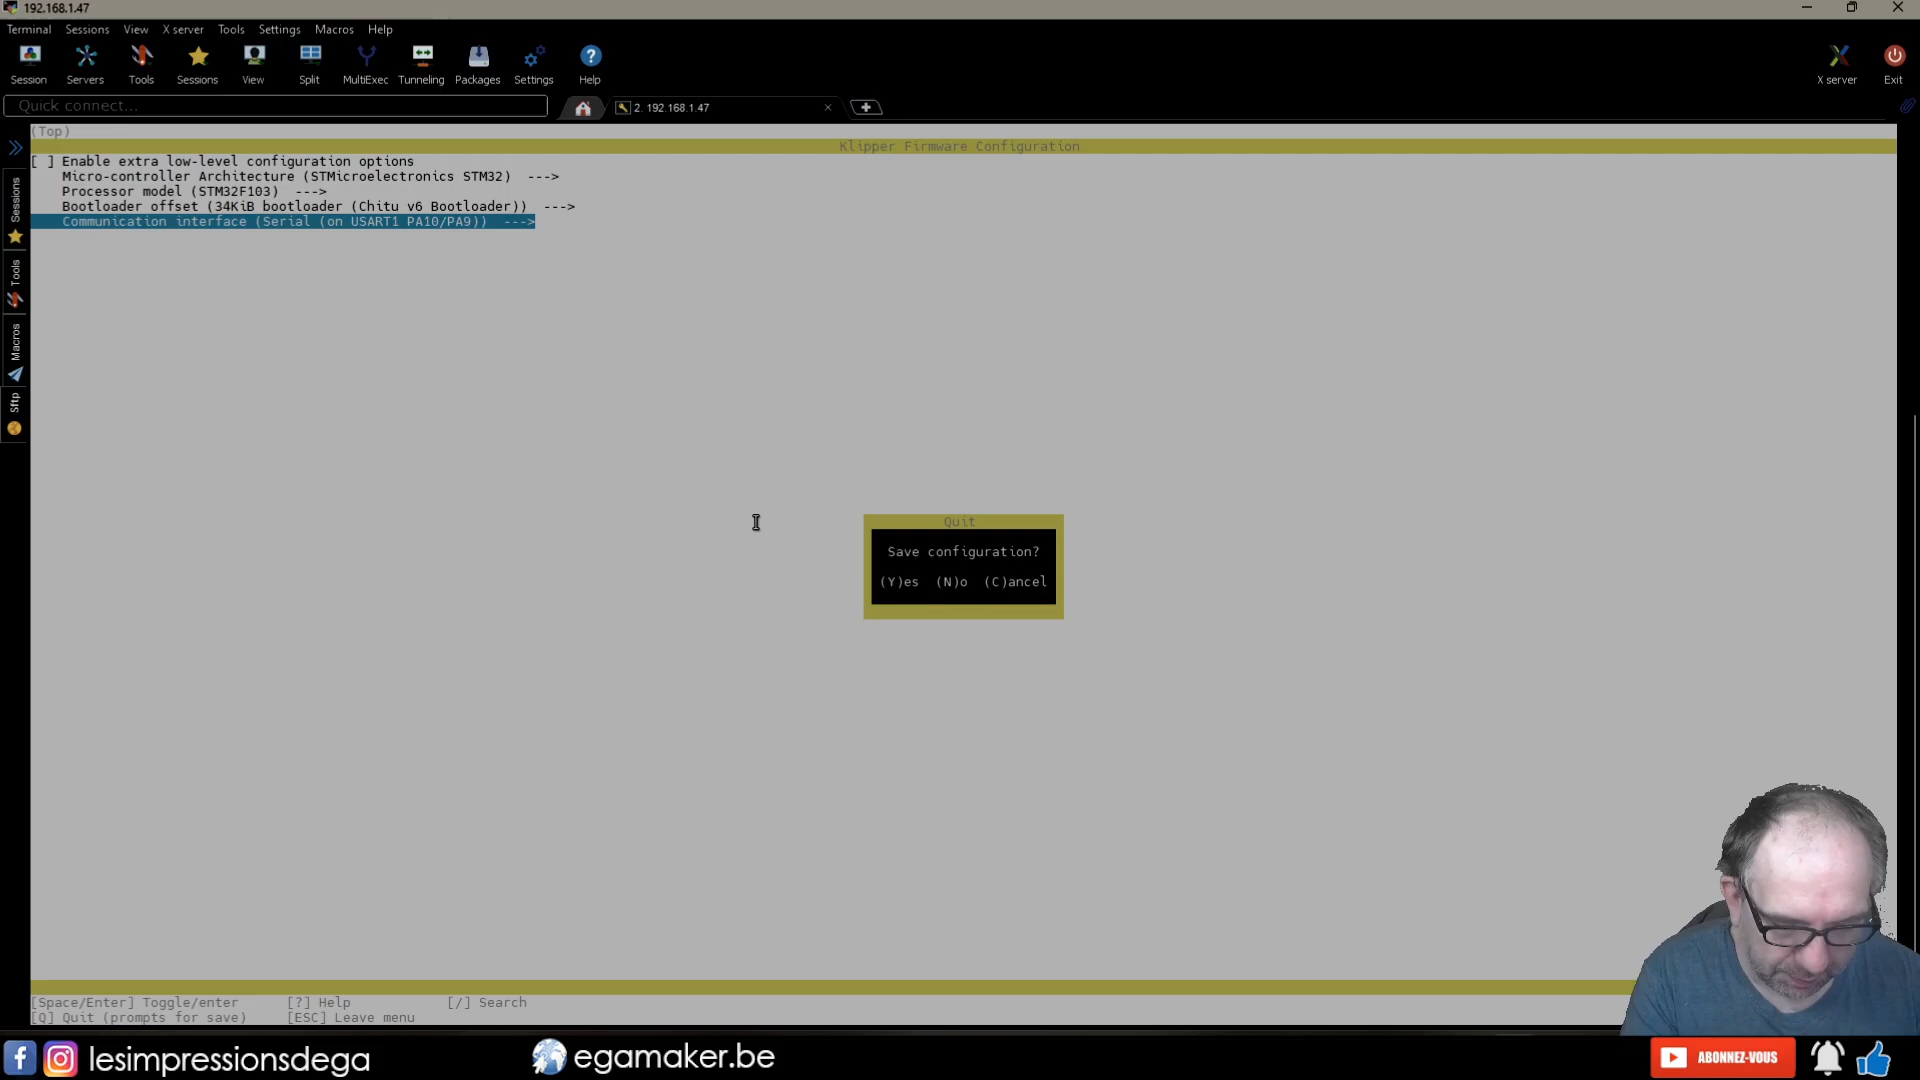 192.168.1.47
Terminal Sessions View X server Tools Settings Macros Help
Session Servers Tools Sessions View Split MultiExec Tunneling Packages Settings Help X server Exit
Quick connect... 2. 192.168.1.47
(Top)
Klipper Firmware Configuration
[ ] Enable extra low-level configuration options
Micro-controller Architecture (STMicroelectronics STM32) --->
Processor model (STM32F103) --->
Bootloader offset (34KiB bootloader (Chitu v6 Bootloader)) --->
Communication interface (Serial (on USART1 PA10/PA9)) --->
Sessions
Tools
Macros
Sftp
Quit
Save configuration?
(Y)es (N)o (C)ancel
[Space/Enter] Toggle/enter [?] Help [/] Search
[Q] Quit (prompts for save) [ESC] Leave menu
lesimpressionsdega egamaker.be ABONNEZ-VOUS